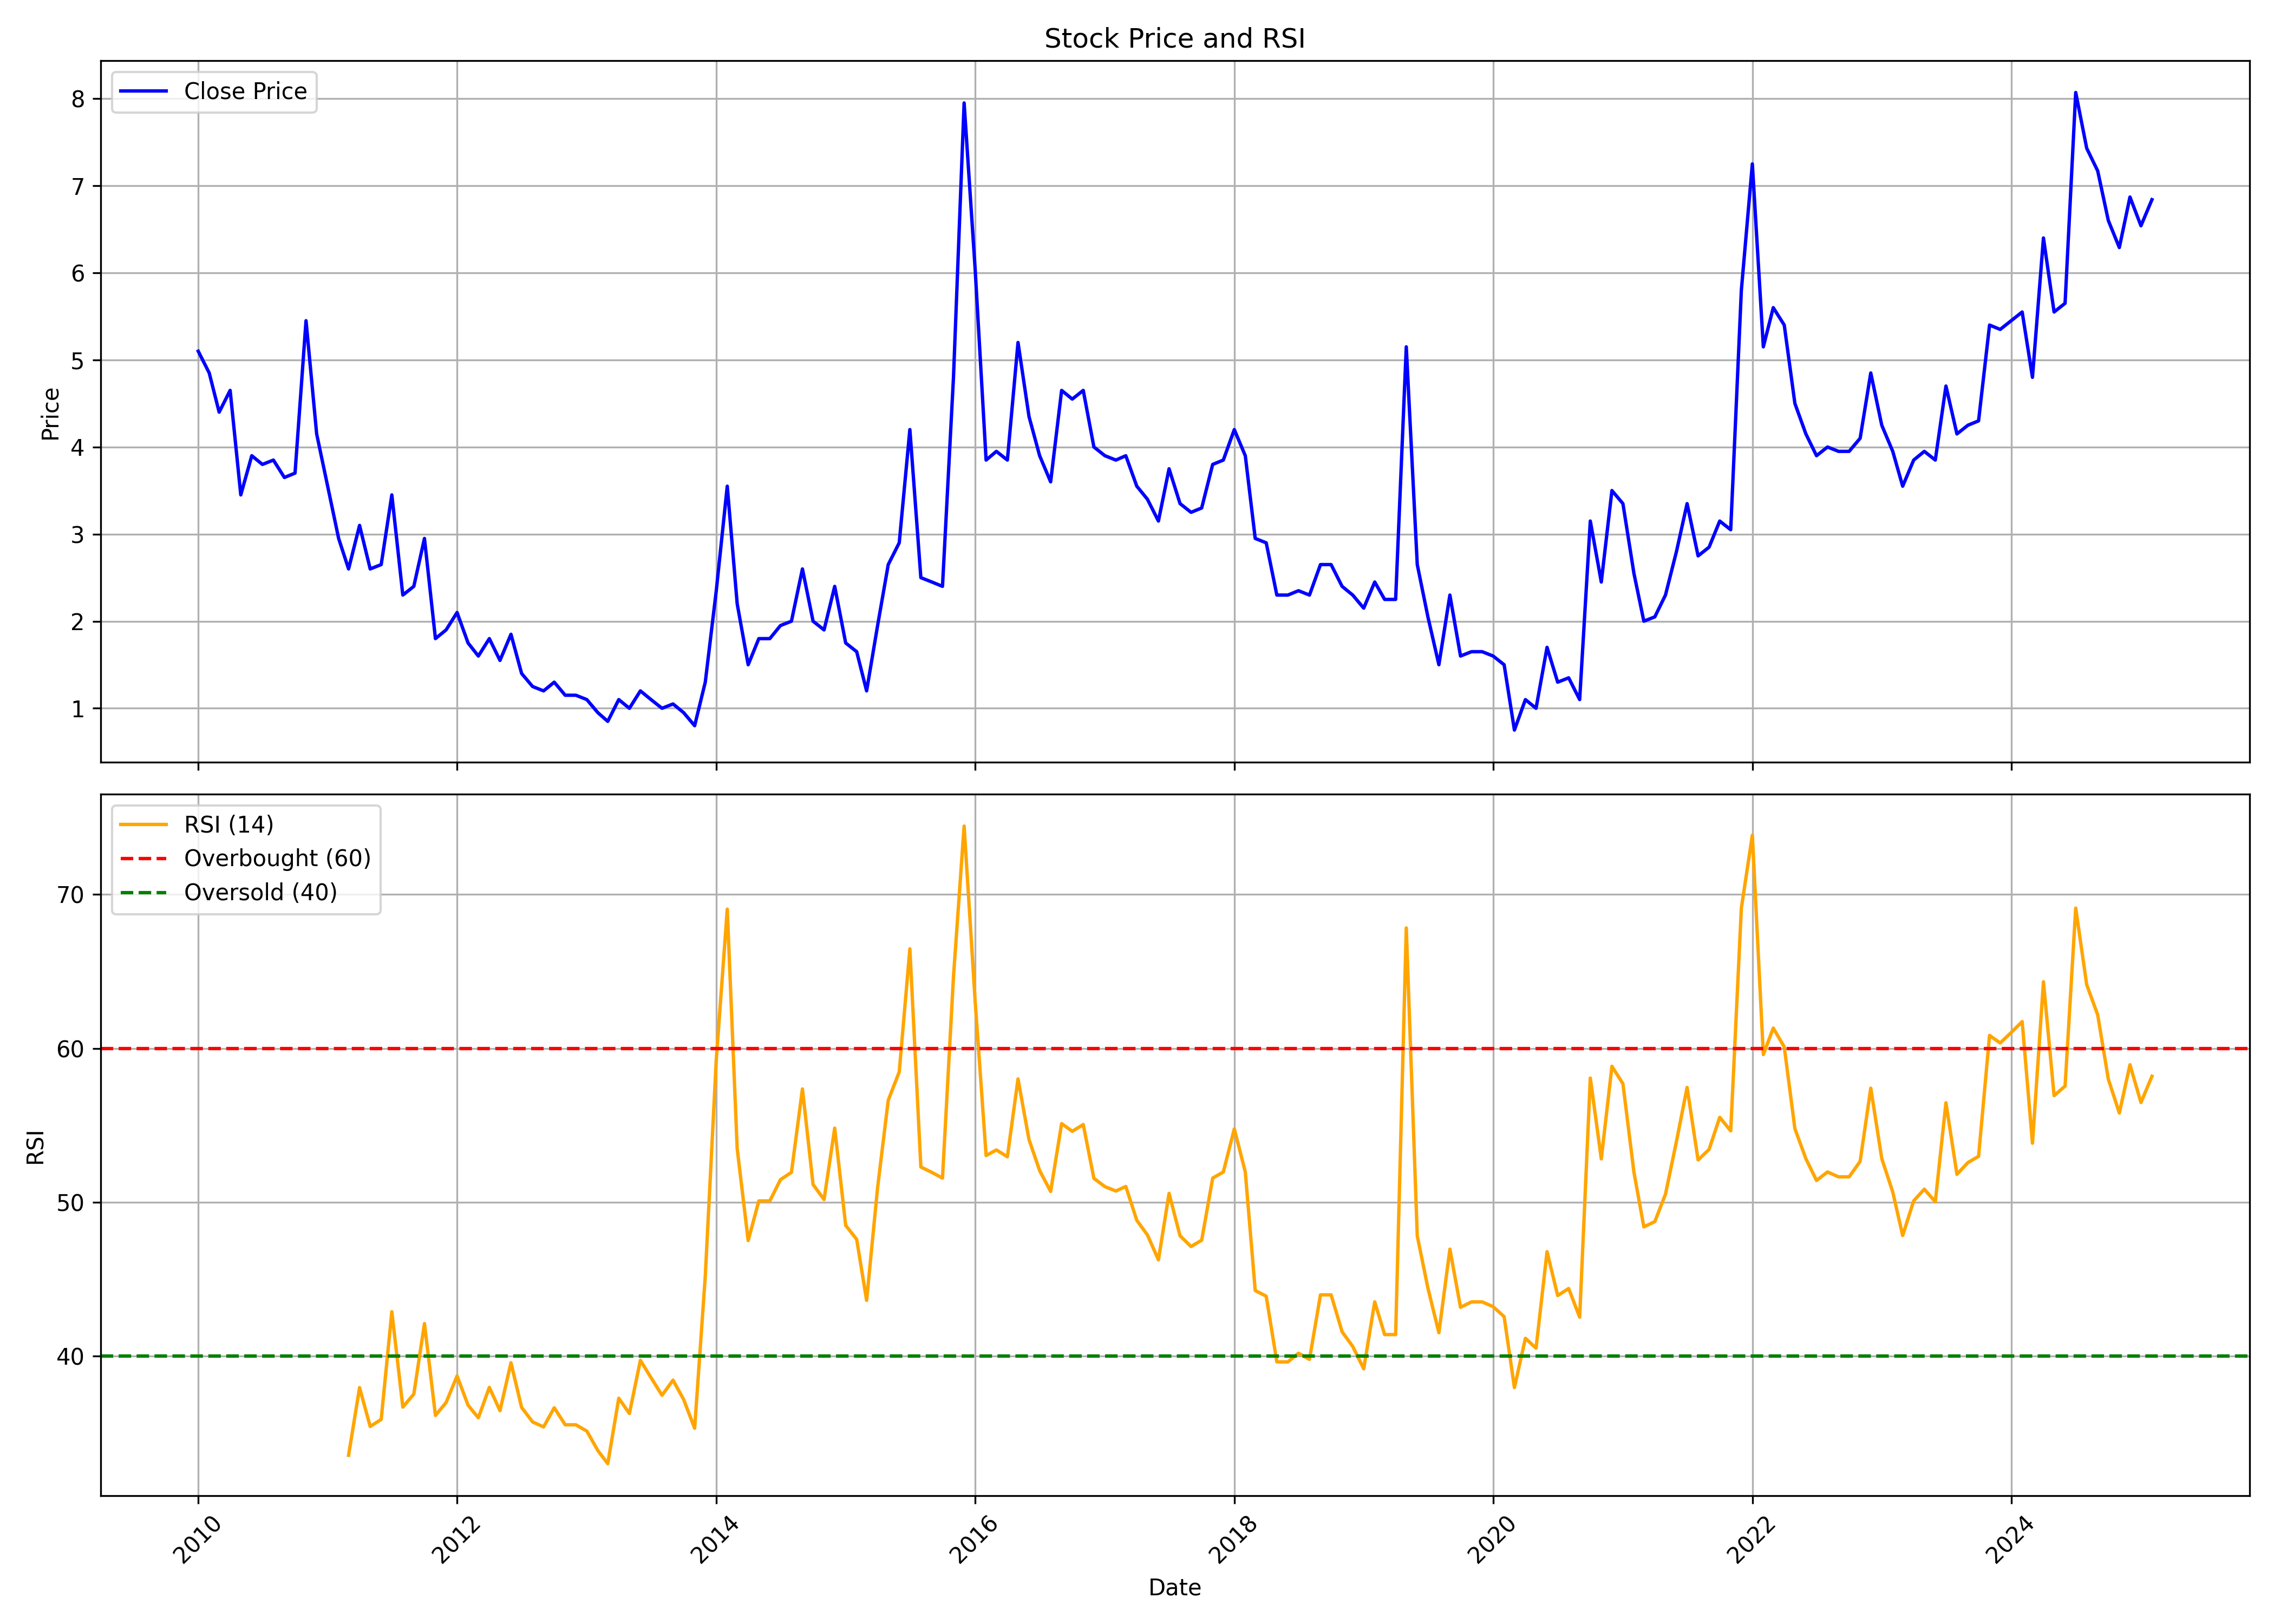 Stock Price and RSI
Close Price
8
7
6
5
4
3
2
1
Price
RSI (14)
Overbought (60)
Oversold (40)
70
60
50
40
RSI
2010
2012
2014
2016
2018
2020
2022
2024
Date